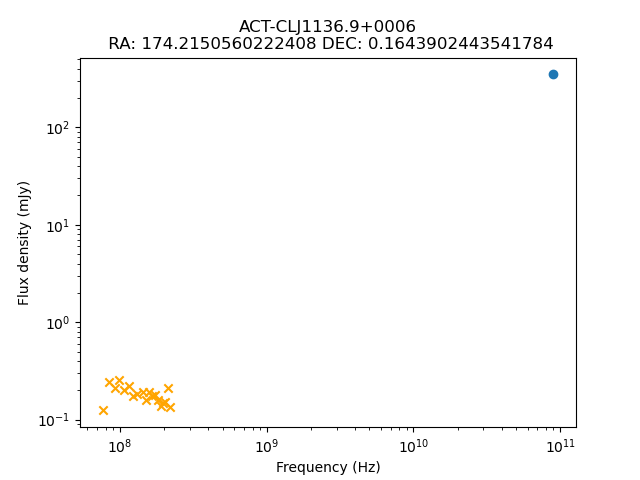 ACT-CLJ1136.9+0006
RA: 174.2150560222408 DEC: 0.1643902443541784
Flux density (mJy)
10²
10¹
10⁰
10⁻¹
10⁸
10⁹
10¹⁰
10¹¹
Frequency (Hz)